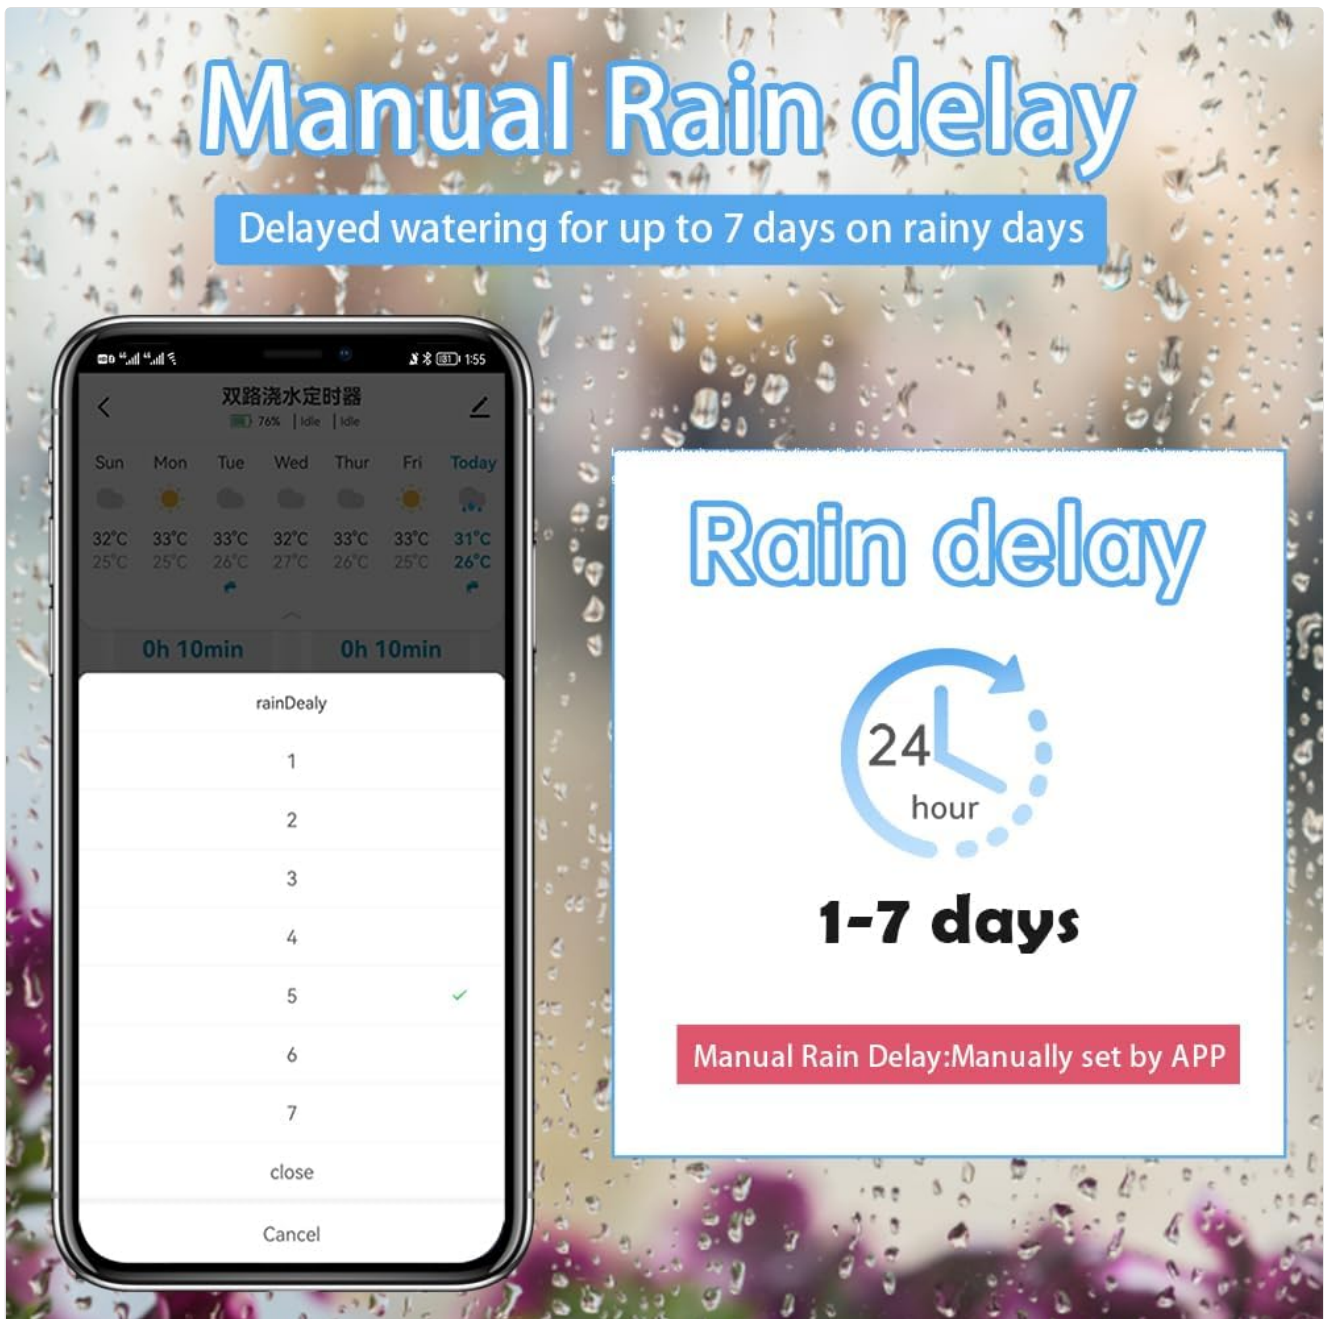 Manual Rain delay
Delayed watering for up to 7 days on rainy days
1:55
双路浇水定时器
76% | Idle | Idle
Sun Mon Tue Wed Thur Fri Today
32°C 33°C 33°C 32°C 33°C 33°C 31°C
25°C 25°C 26°C 27°C 26°C 25°C 26°C
0h 10min 0h 10min
rainDealy
1
2
3
4
5
6
7
close
Cancel
Rain delay
24
hour
1-7 days
Manual Rain Delay:Manually set by APP